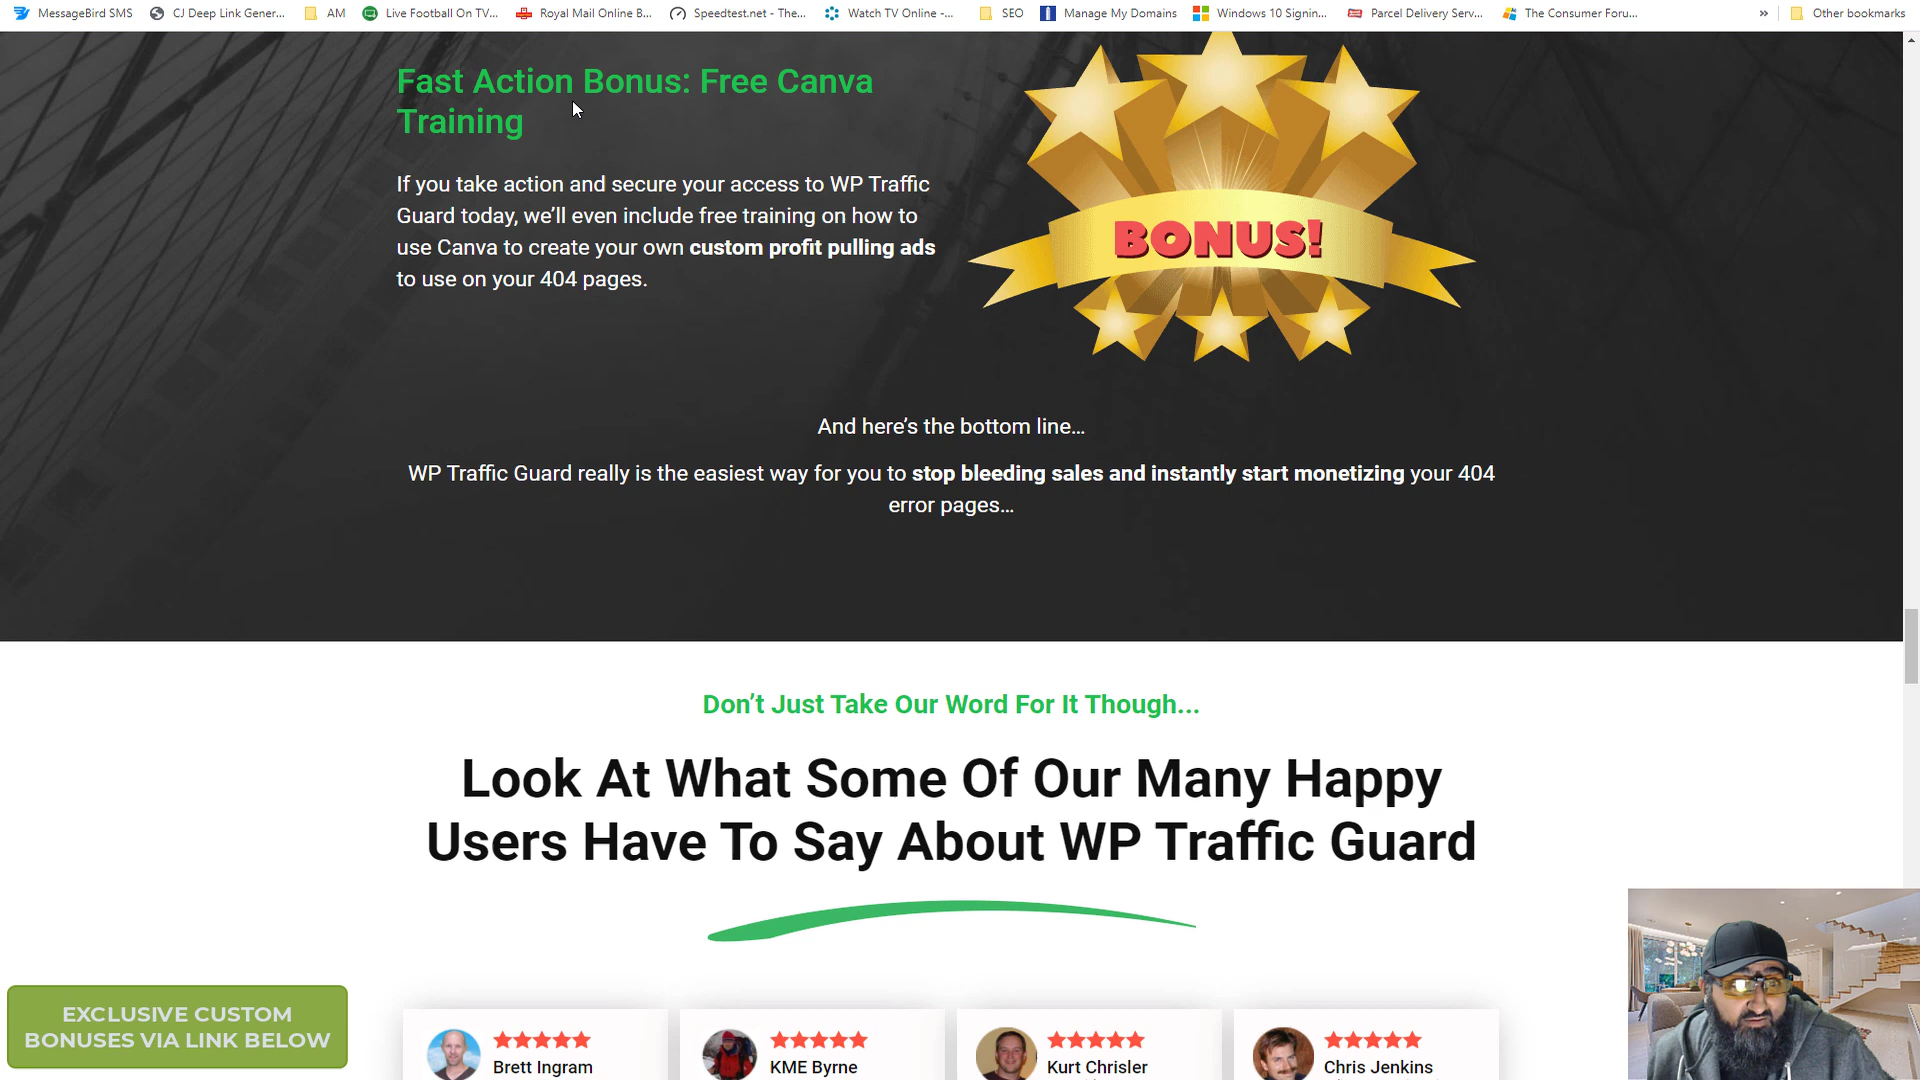 MessageBird SMS
CJ Deep Link Gener...
AM
Live Football On TV...
Royal Mail Online B...
Speedtest.net - The...
Watch TV Online -...
SEO
Manage My Domains
Windows 10 Signin...
Parcel Delivery Serv...
The Consumer Foru...
»
Other bookmarks
Fast Action Bonus: Free Canva
Training
If you take action and secure your access to WP Traffic
Guard today, we’ll even include free training on how to
use Canva to create your own custom profit pulling ads
to use on your 404 pages.
BONUS!
And here’s the bottom line…
WP Traffic Guard really is the easiest way for you to stop bleeding sales and instantly start monetizing your 404
error pages…
Don’t Just Take Our Word For It Though...
Look At What Some Of Our Many Happy
Users Have To Say About WP Traffic Guard
EXCLUSIVE CUSTOM
BONUSES VIA LINK BELOW
Brett Ingram
KME Byrne
Kurt Chrisler
Chris Jenkins